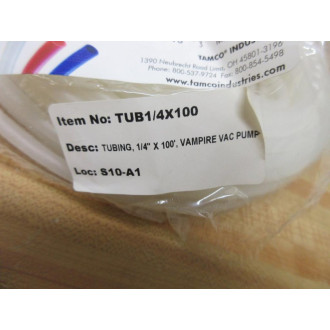 TAMCO® INDUS
1390 Neubrecht Road Lima, OH 45801-3196
Phone: 800-537-9724 Fax: 800-854-5498
www.tamcoindustries.com
Item No: TUB1/4X100
Desc: TUBING, 1/4" X 100', VAMPIRE VAC PUMP
Loc: S10-A1